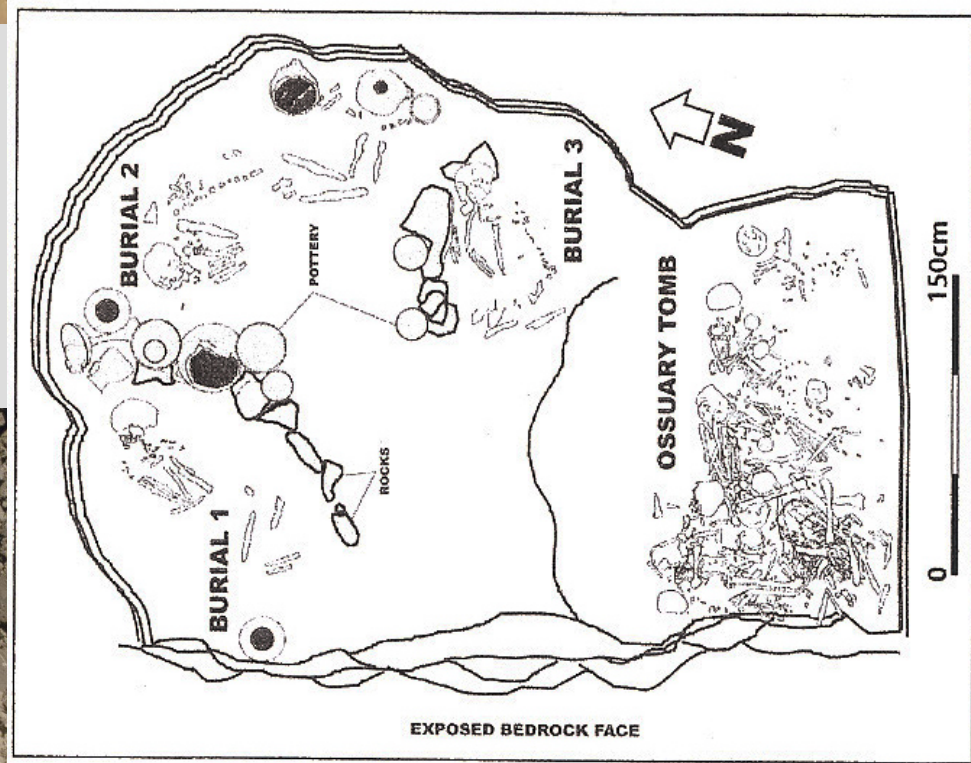 BURIAL 1
BURIAL 2
BURIAL 3
POTTERY
ROCKS
OSSUARY TOMB
N
0
150cm
EXPOSED BEDROCK FACE